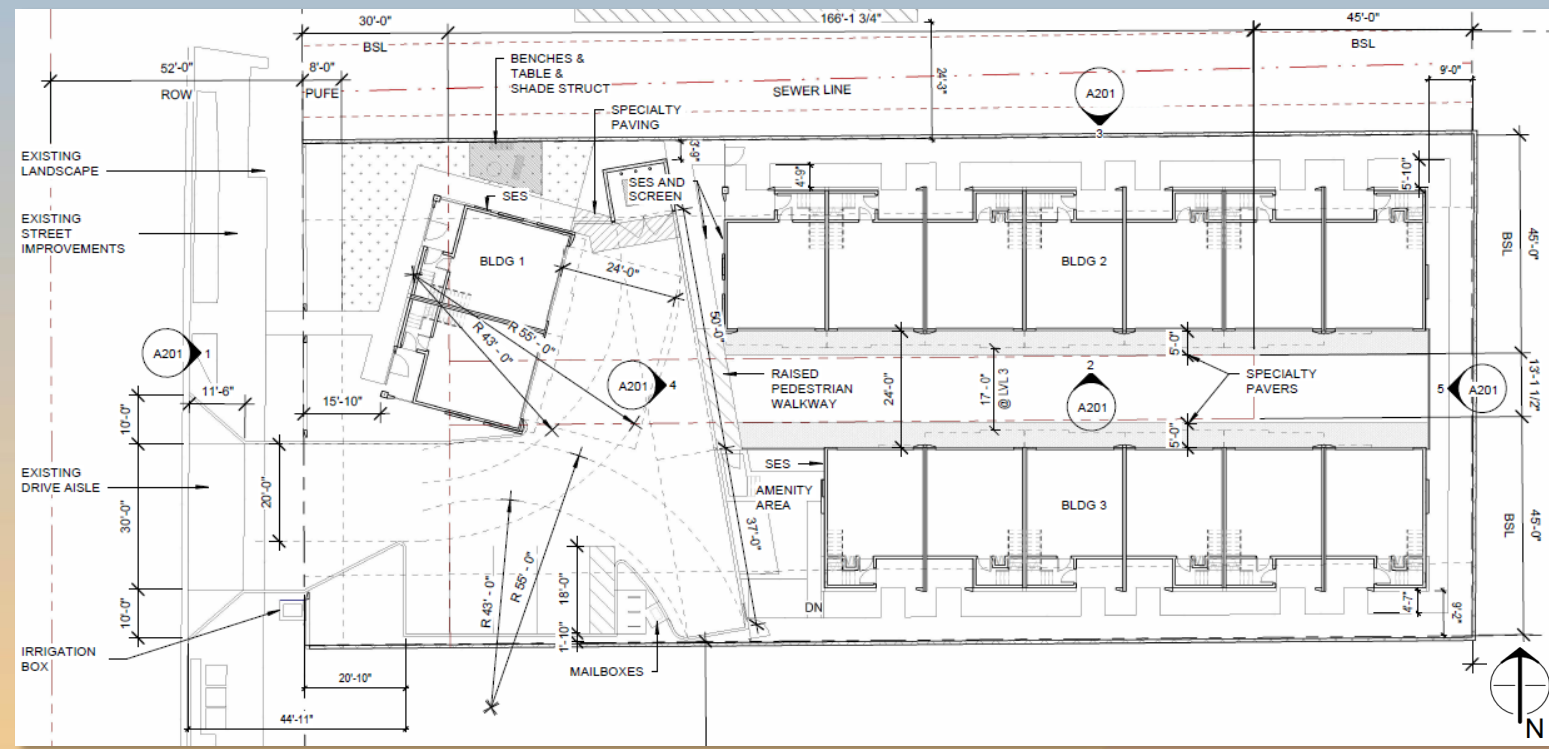 30'-0"
166'-1 3/4"
45'-0"
BSL
BSL
52'-0"
8'-0"
ROW
PUFE
BENCHES &
TABLE &
SHADE STRUCT
24'-3"
SEWER LINE
9'-0"
A201
3
SPECIALTY
PAVING
EXISTING
LANDSCAPE
3'-9"
SES AND
SCREEN
4'-9"
5'-10"
SES
EXISTING
STREET
IMPROVEMENTS
BLDG 1
24'-0"
BLDG 2
BSL
45'-0"
R 43' - 0"
R 55' - 0"
50'-0"
A201
1
5'-0"
11'-6"
15'-10"
A201
4
RAISED
PEDESTRIAN
WALKWAY
24'-0"
17' - 0"
@ LVL 3
2
A201
SPECIALTY
PAVERS
13'-1 1/2"
5
A201
10'-0"
5'-0"
EXISTING
DRIVE AISLE
30'-0"
20'-0"
SES
AMENITY
AREA
BLDG 3
BSL
45'-0"
37'-0"
R 43' - 0"
R 55' - 0"
18'-0"
10'-0"
DN
4'-7"
9'-2"
1'-10"
IRRIGATION
BOX
MAILBOXES
20'-10"
44'-11"
N